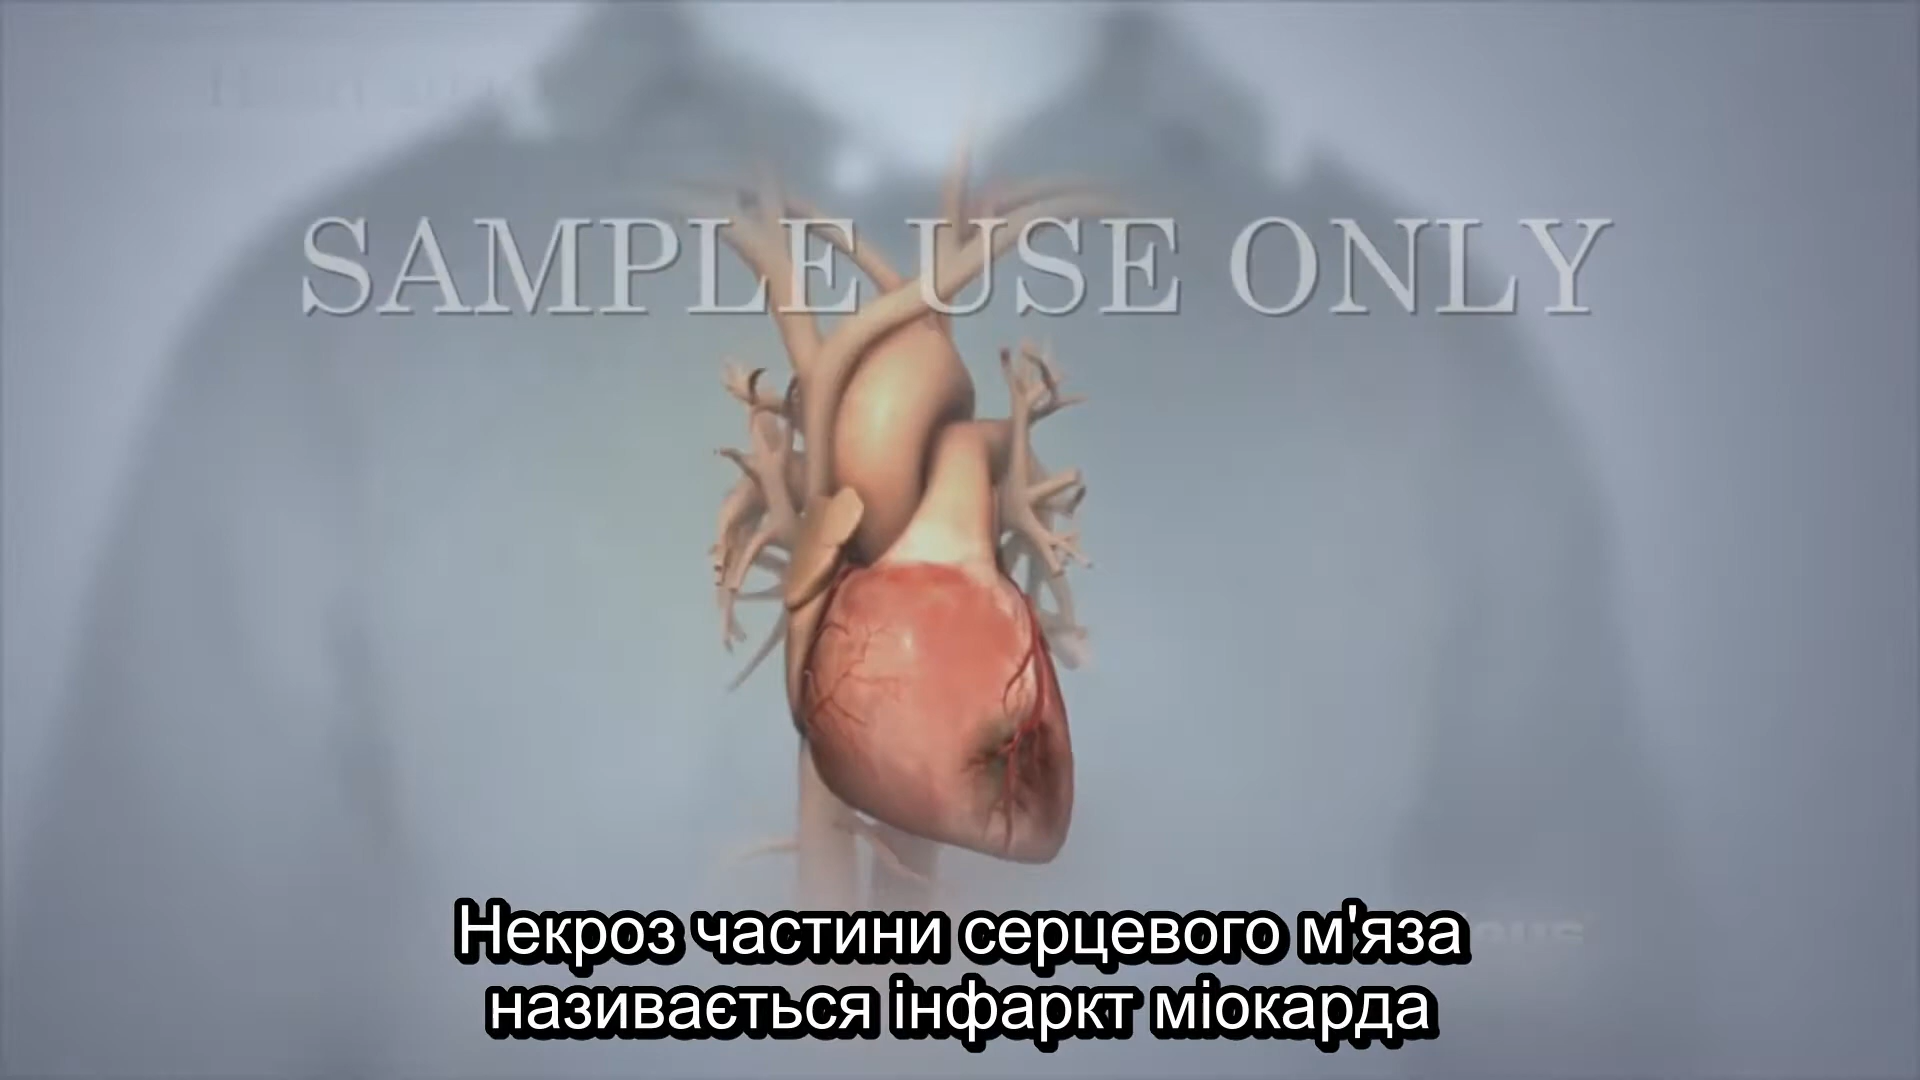 SAMPLE USE ONLY
Некроз частини серцевого м'яза
називається інфаркт міокарда